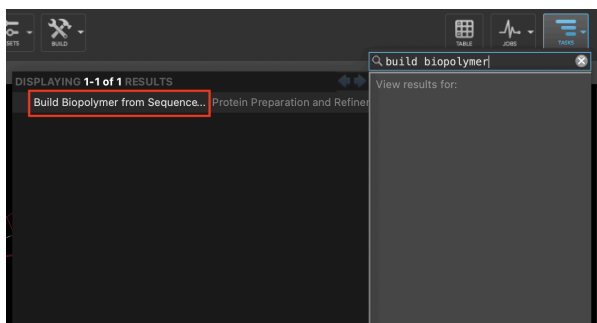 SETS
BUILD
TABLE
JOBS
TASKS
build biopolymer
DISPLAYING 1-1 of 1 RESULTS
View results for:
Build Biopolymer from Sequence... Protein Preparation and Refiner